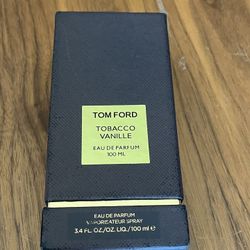 TOM FORD
TOBACCO
VANILLE
EAU DE PARFUM
100 ML
EAU DE PARFUM
VAPORISATEUR SPRAY
3.4 FL.OZ./OZ. LIQ./100 ml ℮